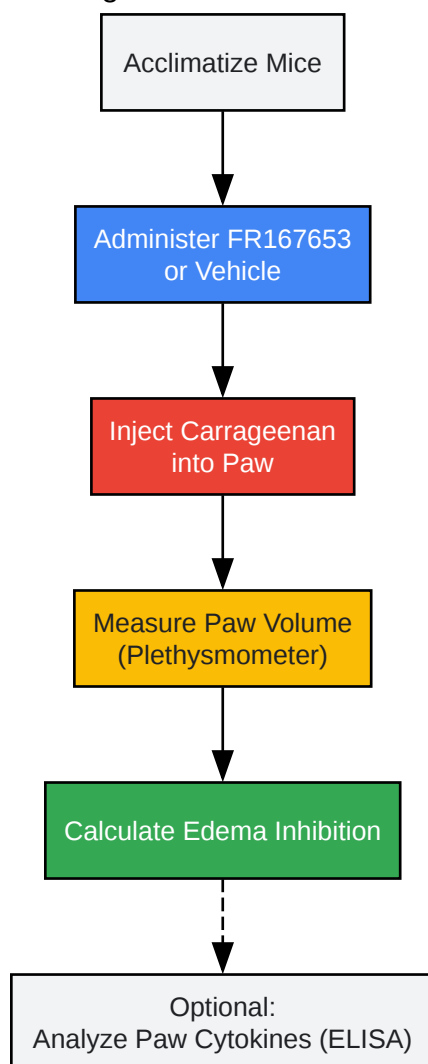 Acclimatize Mice
Administer FR167653
or Vehicle
Inject Carrageenan
into Paw
Measure Paw Volume
(Plethysmometer)
Calculate Edema Inhibition
Optional:
Analyze Paw Cytokines (ELISA)